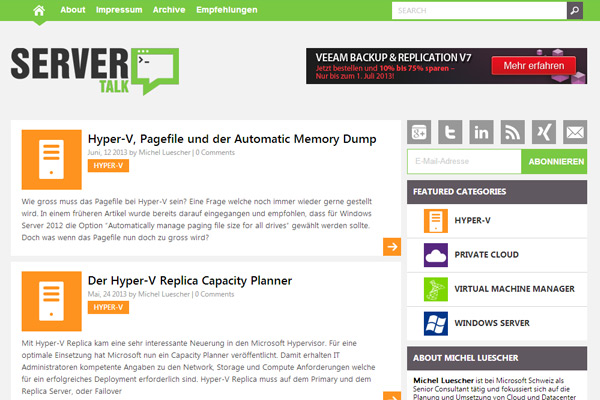 About Impressum Archive Empfehlungen
SEARCH
SERVER
TALK
VEEAM BACKUP & REPLICATION V7
Jetzt bestellen und 10% bis 75% sparen –
Nur bis zum 1. Juli 2013!
Mehr erfahren
Hyper-V, Pagefile und der Automatic Memory Dump
Juni, 12 2013 by Michel Luescher | 0 Comments
HYPER-V
Wie gross muss das Pagefile bei Hyper-V sein? Eine Frage welche noch immer wieder gerne gestellt
wird. In einem früheren Artikel wurde bereits darauf eingegangen und empfohlen, dass für Windows
Server 2012 die Option "Automatically manage paging file size for all drives" gewählt werden sollte.
Doch was wenn das Pagefile nun doch zu gross wird?
Der Hyper-V Replica Capacity Planner
Mai, 24 2013 by Michel Luescher | 0 Comments
HYPER-V
Mit Hyper-V Replica kam eine sehr interessante Neuerung in den Microsoft Hypervisor. Für eine
optimale Einsetzung hat Microsoft nun ein Capacity Planner veröffentlicht. Damit erhalten IT
Administratoren kompetente Angaben zu den Network, Storage und Compute Anforderungen welche
für ein erfolgreiches Deployment erforderlich sind. Hyper-V Replica muss auf dem Primary und dem
Replica Server, oder Failover
E-Mail-Adresse
ABONNIEREN
FEATURED CATEGORIES
HYPER-V
PRIVATE CLOUD
VIRTUAL MACHINE MANAGER
WINDOWS SERVER
ABOUT MICHEL LUESCHER
Michel Luescher ist bei Microsoft Schweiz als
Senior Consultant tätig und fokussiert sich auf die
Planung und Umsetzung von Cloud und Datacenter